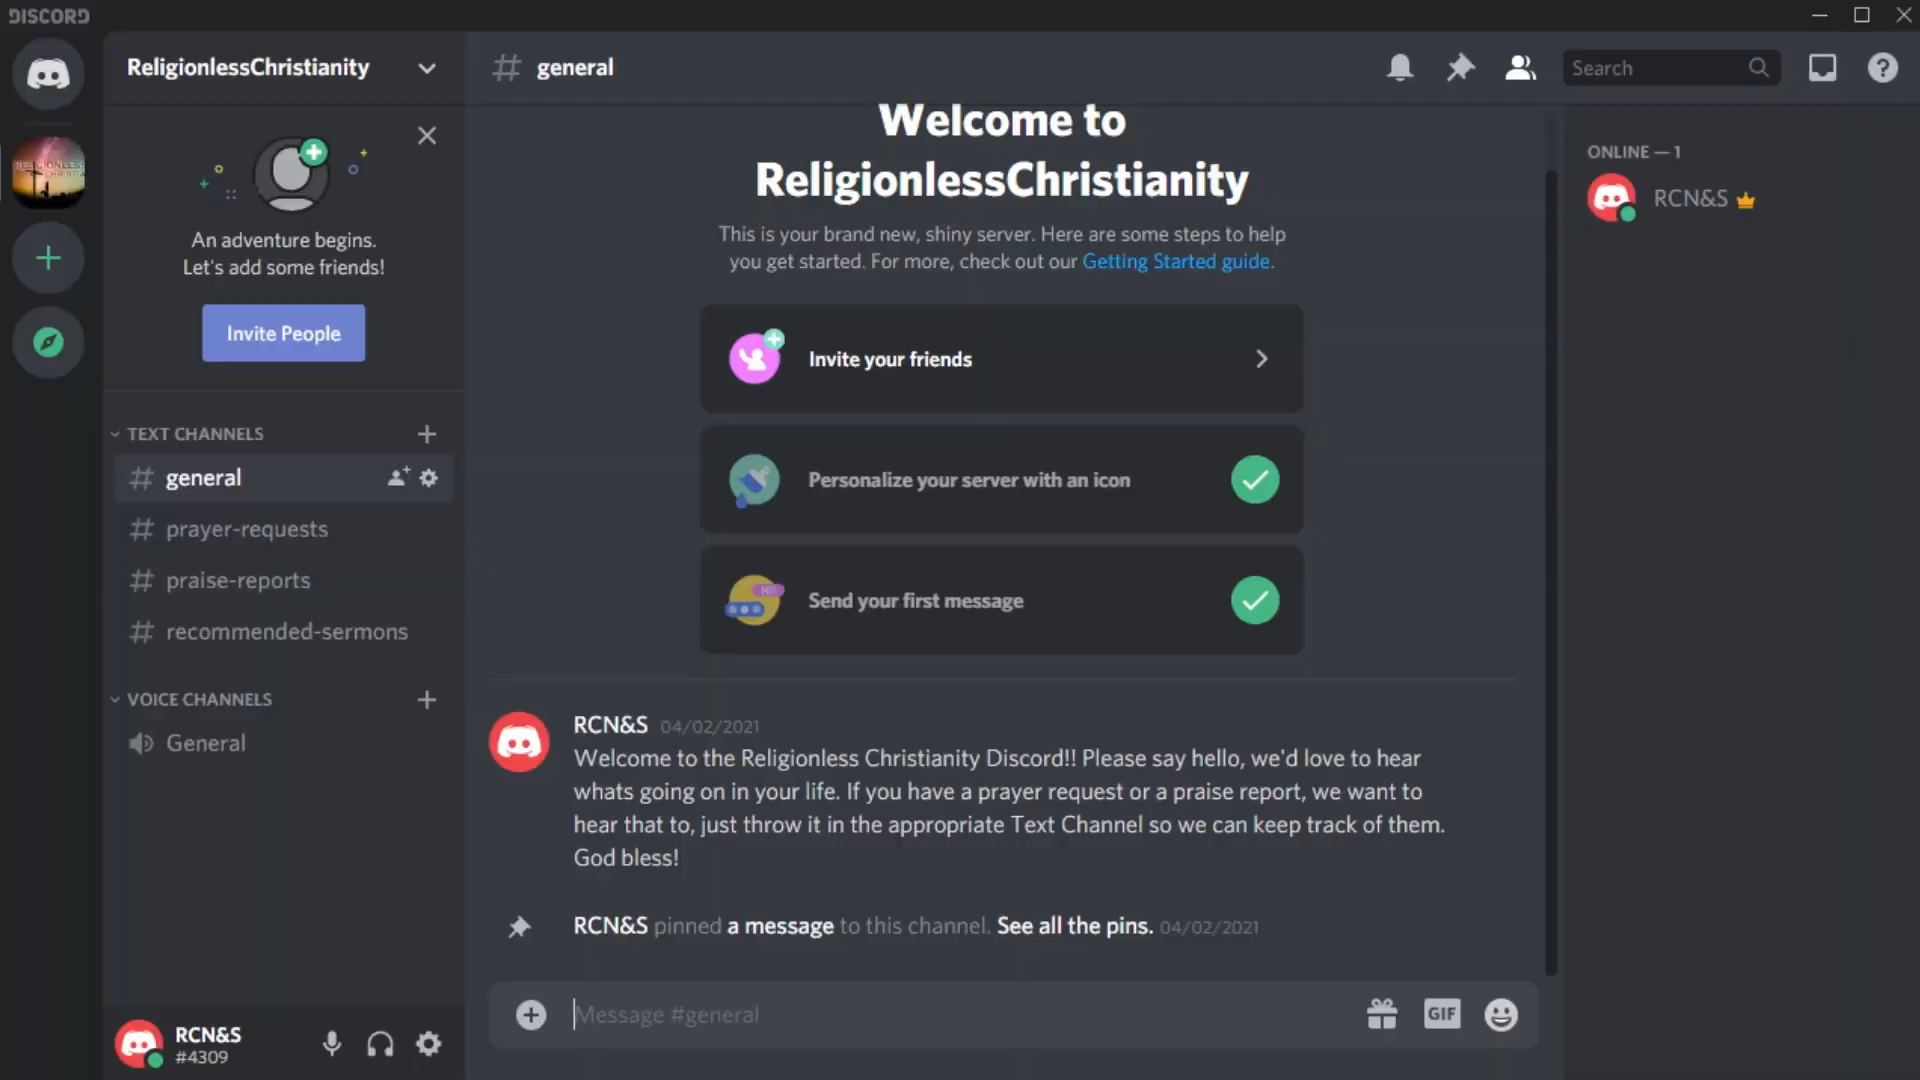 DISCORD
ReligionlessChristianity
general
Search
An adventure begins.
Let's add some friends!
Invite People
TEXT CHANNELS
general
prayer-requests
praise-reports
recommended-sermons
VOICE CHANNELS
General
RCN&S
#4309
Welcome to
ReligionlessChristianity
This is your brand new, shiny server. Here are some steps to help
you get started. For more, check out our Getting Started guide.
Invite your friends
Personalize your server with an icon
Send your first message
RCN&S 04/02/2021
Welcome to the Religionless Christianity Discord!! Please say hello, we'd love to hear
whats going on in your life. If you have a prayer request or a praise report, we want to
hear that to, just throw it in the appropriate Text Channel so we can keep track of them.
God bless!
RCN&S pinned a message to this channel. See all the pins. 04/02/2021
Message #general
GIF
ONLINE — 1
RCN&S